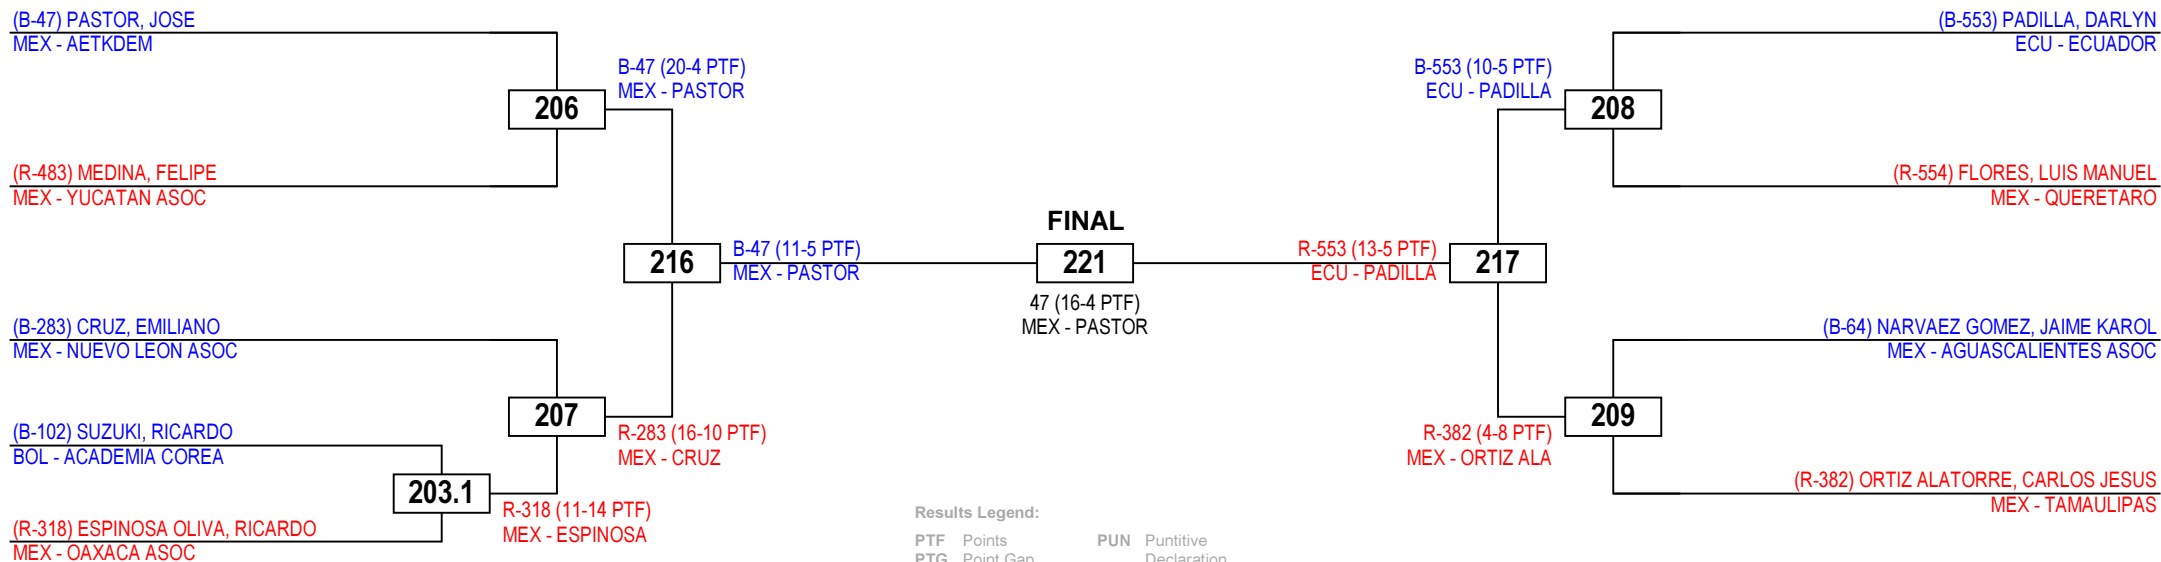 (B-47) PASTOR, JOSE
MEX - AETKDEM
(R-483) MEDINA, FELIPE
MEX - YUCATAN ASOC
(B-283) CRUZ, EMILIANO
MEX - NUEVO LEON ASOC
(B-102) SUZUKI, RICARDO
BOL - ACADEMIA COREA
(R-318) ESPINOSA OLIVA, RICARDO
MEX - OAXACA ASOC
203.1
R-318 (11-14 PTF)
MEX - ESPINOSA
206
B-47 (20-4 PTF)
MEX - PASTOR
207
R-283 (16-10 PTF)
MEX - CRUZ
216
B-47 (11-5 PTF)
MEX - PASTOR
FINAL
221
47 (16-4 PTF)
MEX - PASTOR
R-553 (13-5 PTF)
ECU - PADILLA
217
B-553 (10-5 PTF)
ECU - PADILLA
208
R-382 (4-8 PTF)
MEX - ORTIZ ALA
209
(B-553) PADILLA, DARLYN
ECU - ECUADOR
(R-554) FLORES, LUIS MANUEL
MEX - QUERETARO
(B-64) NARVAEZ GOMEZ, JAIME KAROL
MEX - AGUASCALIENTES ASOC
(R-382) ORTIZ ALATORRE, CARLOS JESUS
MEX - TAMAULIPAS
Results Legend:
PTF Points PUN Puntitive
PTG Point Gap Declaration